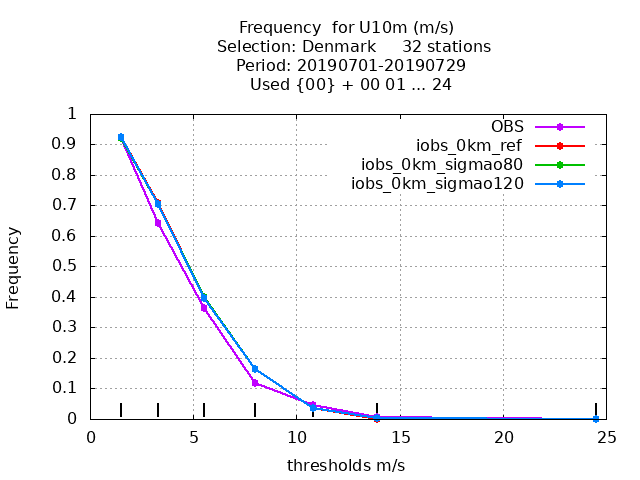 Frequency  for U10m (m/s)
Selection: Denmark     32 stations
Period: 20190701-20190729
Used {00} + 00 01 ... 24
OBS
iobs_0km_ref
iobs_0km_sigmao80
iobs_0km_sigmao120
1
0.9
0.8
0.7
0.6
0.5
0.4
0.3
0.2
0.1
0
Frequency
0 5 10 15 20 25
thresholds m/s